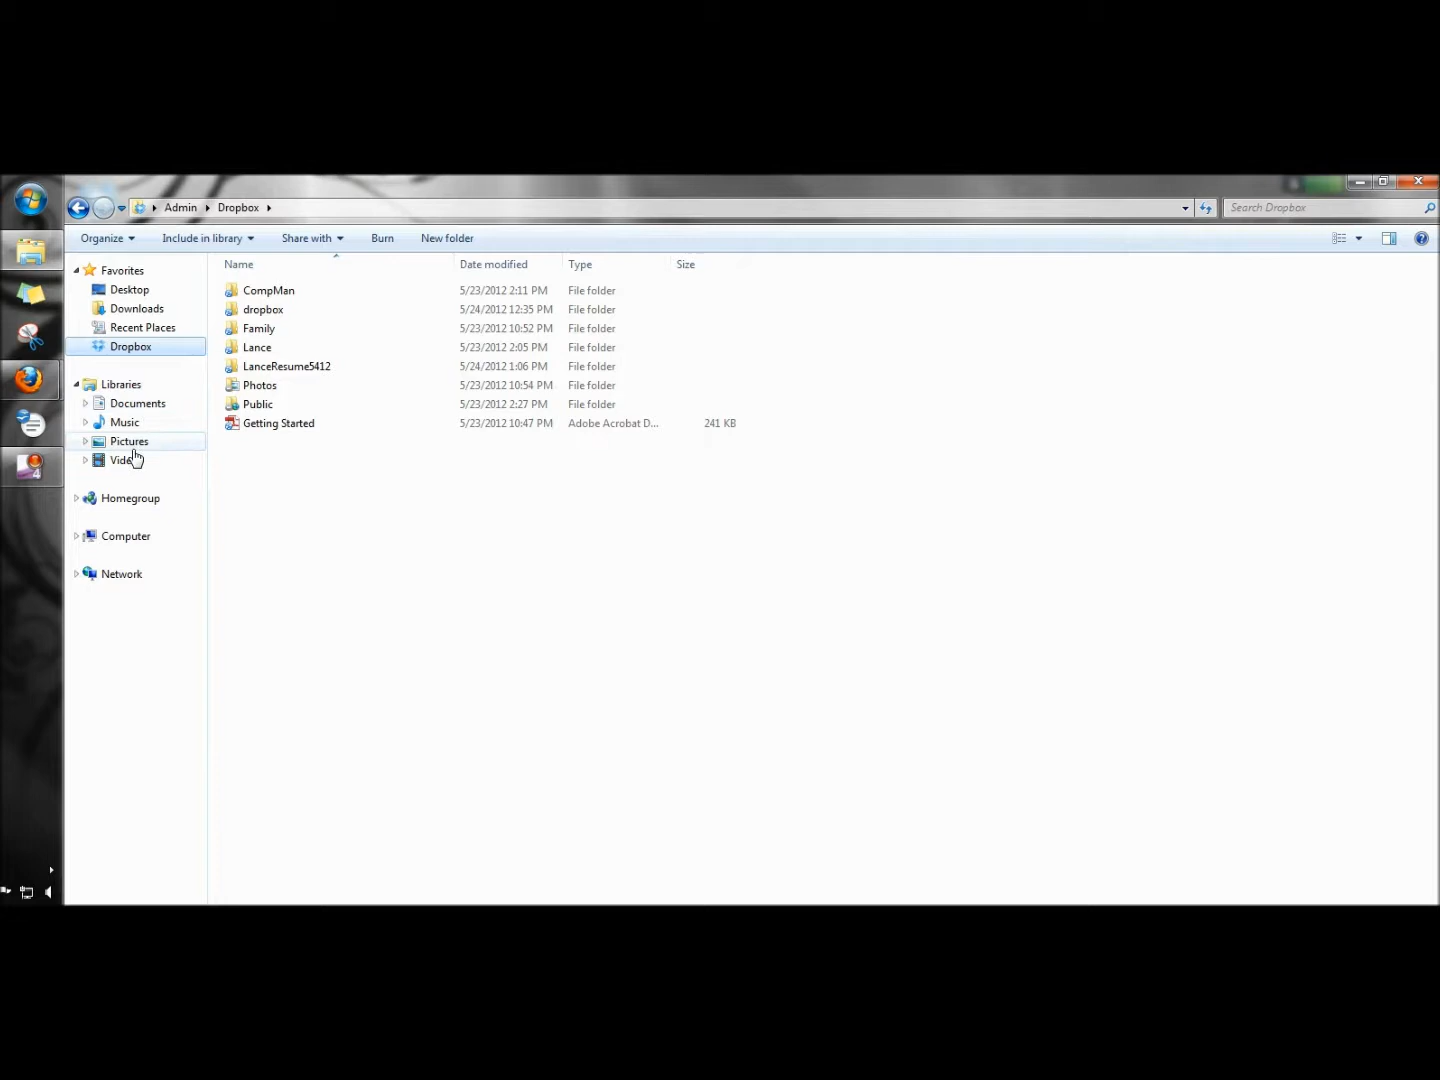 Admin Dropbox
Search Dropbox
Organize Include in library Share with Burn New folder
Name Date modified Type Size
Favorites
Desktop
Downloads
Recent Places
Dropbox
Libraries
Documents
Music
Pictures
Homegroup
Computer
Network
CompMan 5/23/2012 2:11 PM File folder
dropbox 5/24/2012 12:35 PM File folder
Family 5/23/2012 10:52 PM File folder
Lance 5/23/2012 2:05 PM File folder
LanceResume5412 5/24/2012 1:06 PM File folder
Photos 5/23/2012 10:54 PM File folder
Public 5/23/2012 2:27 PM File folder
Getting Started 5/23/2012 10:47 PM Adobe Acrobat D... 241 KB
4